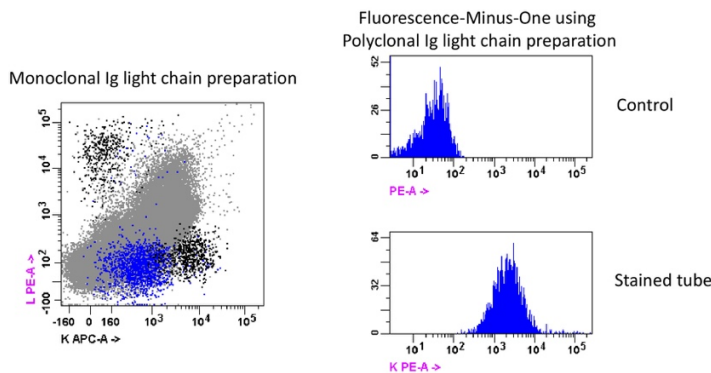 Monoclonal Ig light chain preparation
10^5
10^4
10^3
10^2
-100
L PE-A ->
-160 0 160 10^3 10^4 10^5
K APC-A ->
Fluorescence-Minus-One using
Polyclonal Ig light chain preparation
52
26
0
10^1 10^2 10^3 10^4 10^5
PE-A ->
Control
64
32
0
10^1 10^2 10^3 10^4 10^5
K PE-A ->
Stained tube